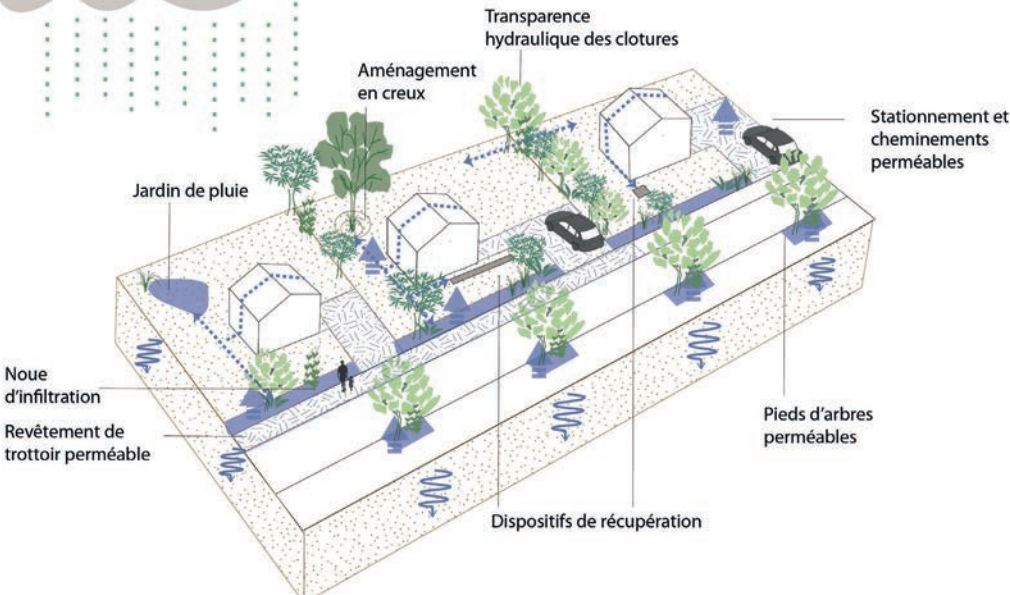 Transparence
hydraulique des clotures
Aménagement
en creux
Stationnement et
cheminements
perméables
Jardin de pluie
Noue
d'infiltration
Revêtement de
trottoir perméable
Pieds d'arbres
perméables
Dispositifs de récupération